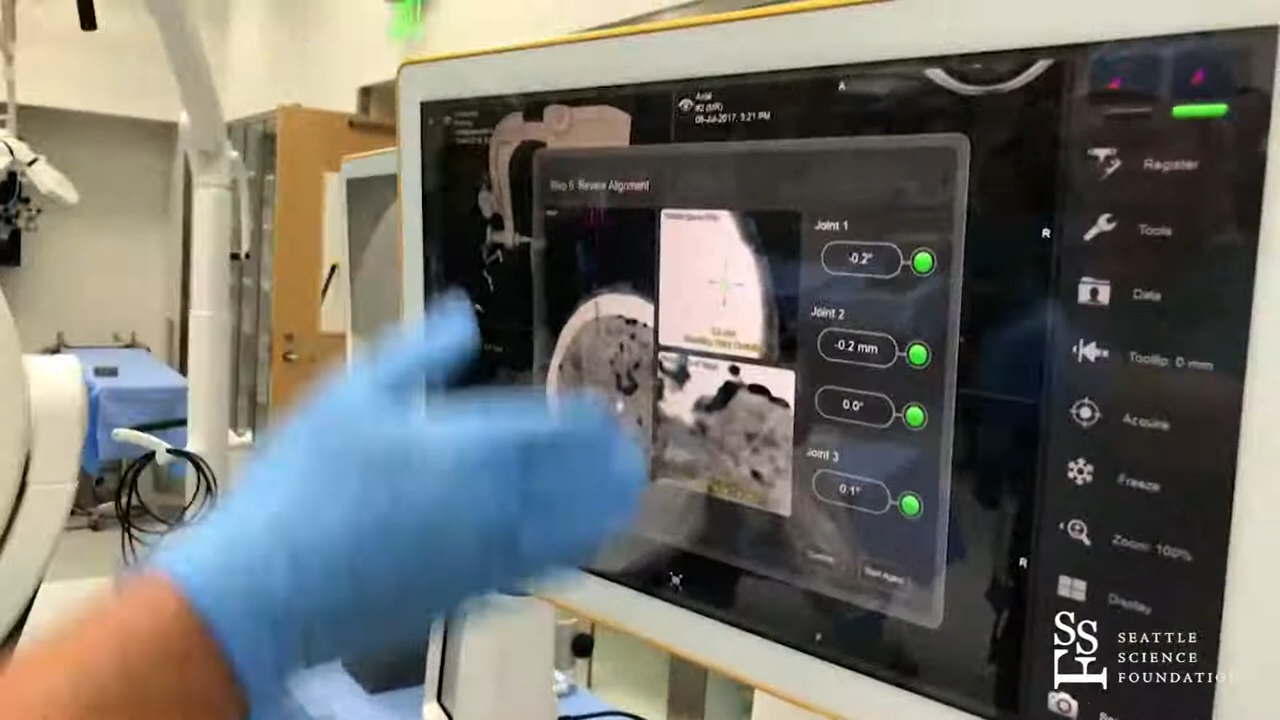 Axial
#2 (MR)
08-Jul-2017, 3:21 PM
A
Step 6: Review Alignment
Joint 1
-0.2°
Joint 2
-0.2 mm
0.0°
Joint 3
0.1°
R
R
Register
Tools
Data
Tooltip: 0 mm
Acquire
Freeze
Zoom: 100%
Display
SSF
SEATTLE
SCIENCE
FOUNDATION